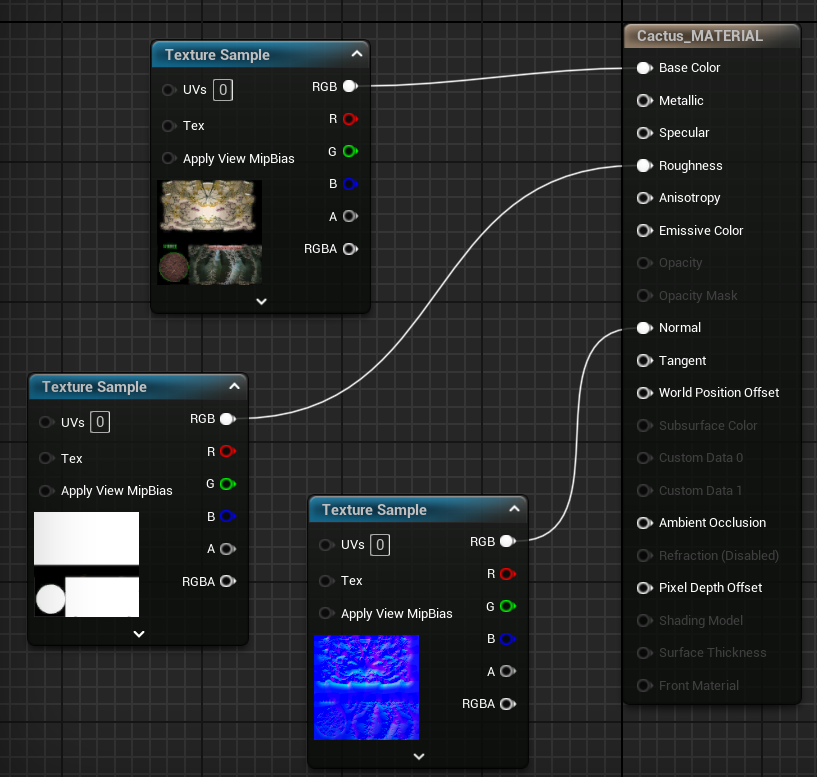 Texture Sample
UVs 0
RGB
R
Tex
G
Apply View MipBias
B
A
RGBA
Texture Sample
UVs 0
RGB
R
Tex
G
Apply View MipBias
B
A
RGBA
Texture Sample
UVs 0
RGB
R
Tex
G
Apply View MipBias
B
A
RGBA
Cactus_MATERIAL
Base Color
Metallic
Specular
Roughness
Anisotropy
Emissive Color
Opacity
Opacity Mask
Normal
Tangent
World Position Offset
Subsurface Color
Custom Data 0
Custom Data 1
Ambient Occlusion
Refraction (Disabled)
Pixel Depth Offset
Shading Model
Surface Thickness
Front Material